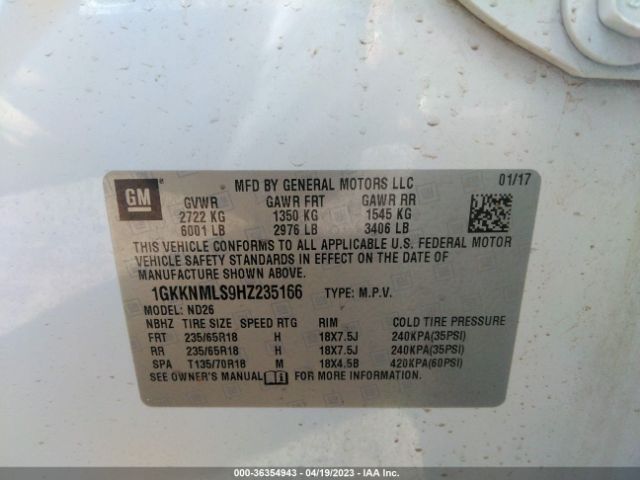 GM
MFD BY GENERAL MOTORS LLC 01/17
GVWR GAWR FRT GAWR RR
2722 KG 1350 KG 1545 KG
6001 LB 2976 LB 3406 LB
THIS VEHICLE CONFORMS TO ALL APPLICABLE U.S. FEDERAL MOTOR
VEHICLE SAFETY STANDARDS IN EFFECT ON THE DATE OF
MANUFACTURE SHOWN ABOVE.
1GKKNMLS9HZ235166 TYPE: M.P.V.
MODEL: ND26
NBHZ TIRE SIZE SPEED RTG RIM COLD TIRE PRESSURE
FRT 235/65R18 H 18X7.5J 240KPA(35PSI)
RR 235/65R18 H 18X7.5J 240KPA(35PSI)
SPA T135/70R18 M 18X4.5B 420KPA(60PSI)
SEE OWNER'S MANUAL FOR MORE INFORMATION
000-36354943 / 04/19/2023 - IAAI.COM